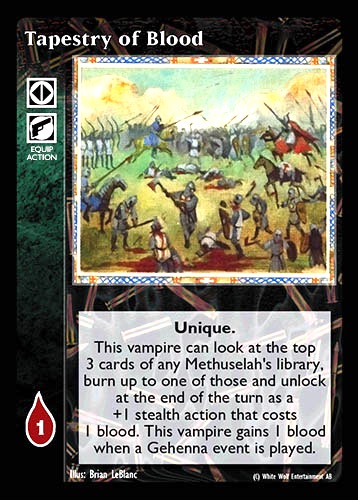 Tapestry of Blood
EQUIP
ACTION
Unique.
This vampire can look at the top
3 cards of any Methuselah's library,
burn up to one of those and unlock
at the end of the turn as a
+1 stealth action that costs
1 blood. This vampire gains 1 blood
when a Gehenna event is played.
1
Illus: Brian LeBlanc
(C) White Wolf Entertainment AB